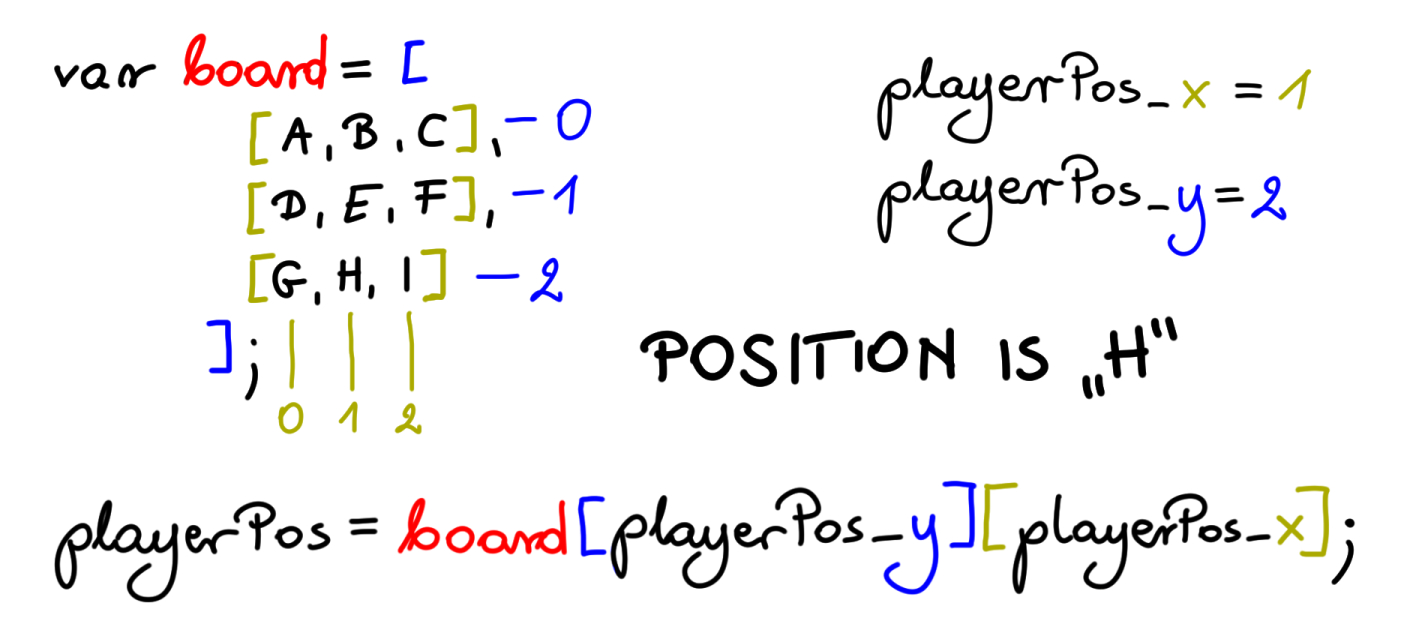 var board = [
[A, B, C], - 0
[D, E, F], - 1
[G, H, I] - 2
];
0 1 2
playerPos_x = 1
playerPos_y = 2
POSITION IS „H"
playerPos = board[playerPos_y][playerPos_x];